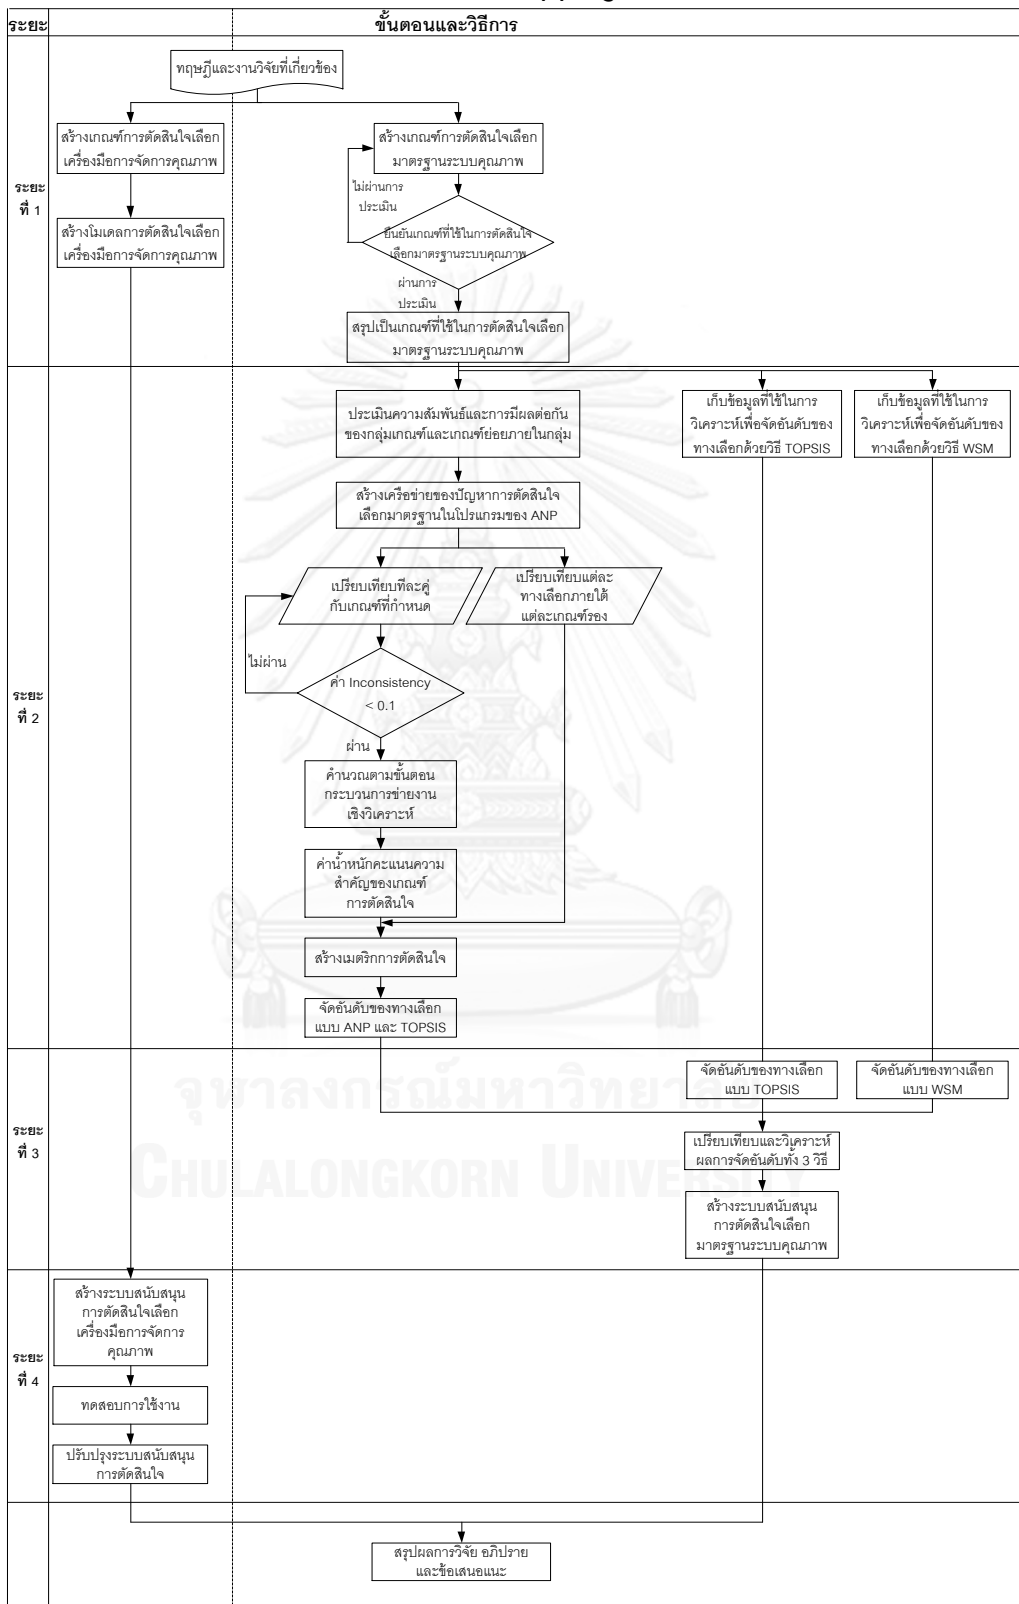 ระยะ
ขั้นตอนและวิธีการ
ระยะ
ที่ 1
ทฤษฎีและงานวิจัยที่เกี่ยวข้อง
สร้างเกณฑ์การตัดสินใจเลือก
เครื่องมือการจัดการคุณภาพ
สร้างโมเดลการตัดสินใจเลือก
เครื่องมือการจัดการคุณภาพ
สร้างเกณฑ์การตัดสินใจเลือก
มาตรฐานระบบคุณภาพ
ไม่ผ่านการ
ประเมิน
ยืนยันเกณฑ์ที่ใช้ในการตัดสินใจ
เลือกมาตรฐานระบบคุณภาพ
ผ่านการ
ประเมิน
สรุปเป็นเกณฑ์ที่ใช้ในการตัดสินใจเลือก
มาตรฐานระบบคุณภาพ
ระยะ
ที่ 2
ประเมินความสัมพันธ์และการมีผลต่อกัน
ของกลุ่มเกณฑ์และเกณฑ์ย่อยภายในกลุ่ม
เก็บข้อมูลที่ใช้ในการ
วิเคราะห์เพื่อจัดอันดับของ
ทางเลือกด้วยวิธี TOPSIS
เก็บข้อมูลที่ใช้ในการ
วิเคราะห์เพื่อจัดอันดับของ
ทางเลือกด้วยวิธี WSM
สร้างเครือข่ายของปัญหาการตัดสินใจ
เลือกมาตรฐานในโปรแกรมของ ANP
เปรียบเทียบทีละคู่
กับเกณฑ์ที่กำหนด
เปรียบเทียบแต่ละ
ทางเลือกภายใต้
แต่ละเกณฑ์รอง
ไม่ผ่าน
ค่า Inconsistency
< 0.1
ผ่าน
คำนวณตามขั้นตอน
กระบวนการข่ายงาน
เชิงวิเคราะห์
ค่าน้ำหนักคะแนนความ
สำคัญของเกณฑ์
การตัดสินใจ
สร้างเมตริกการตัดสินใจ
จัดอันดับของทางเลือก
แบบ ANP และ TOPSIS
ระยะ
ที่ 3
จัดอันดับของทางเลือก
แบบ TOPSIS
จัดอันดับของทางเลือก
แบบ WSM
เปรียบเทียบและวิเคราะห์
ผลการจัดอันดับทั้ง 3 วิธี
สร้างระบบสนับสนุน
การตัดสินใจเลือก
มาตรฐานระบบคุณภาพ
จุฬาลงกรณ์มหาวิทยาลัย
CHULALONGKORN UNIVERSITY
ระยะ
ที่ 4
สร้างระบบสนับสนุน
การตัดสินใจเลือก
เครื่องมือการจัดการ
คุณภาพ
ทดสอบการใช้งาน
ปรับปรุงระบบสนับสนุน
การตัดสินใจ
สรุปผลการวิจัย อภิปราย
และข้อเสนอแนะ